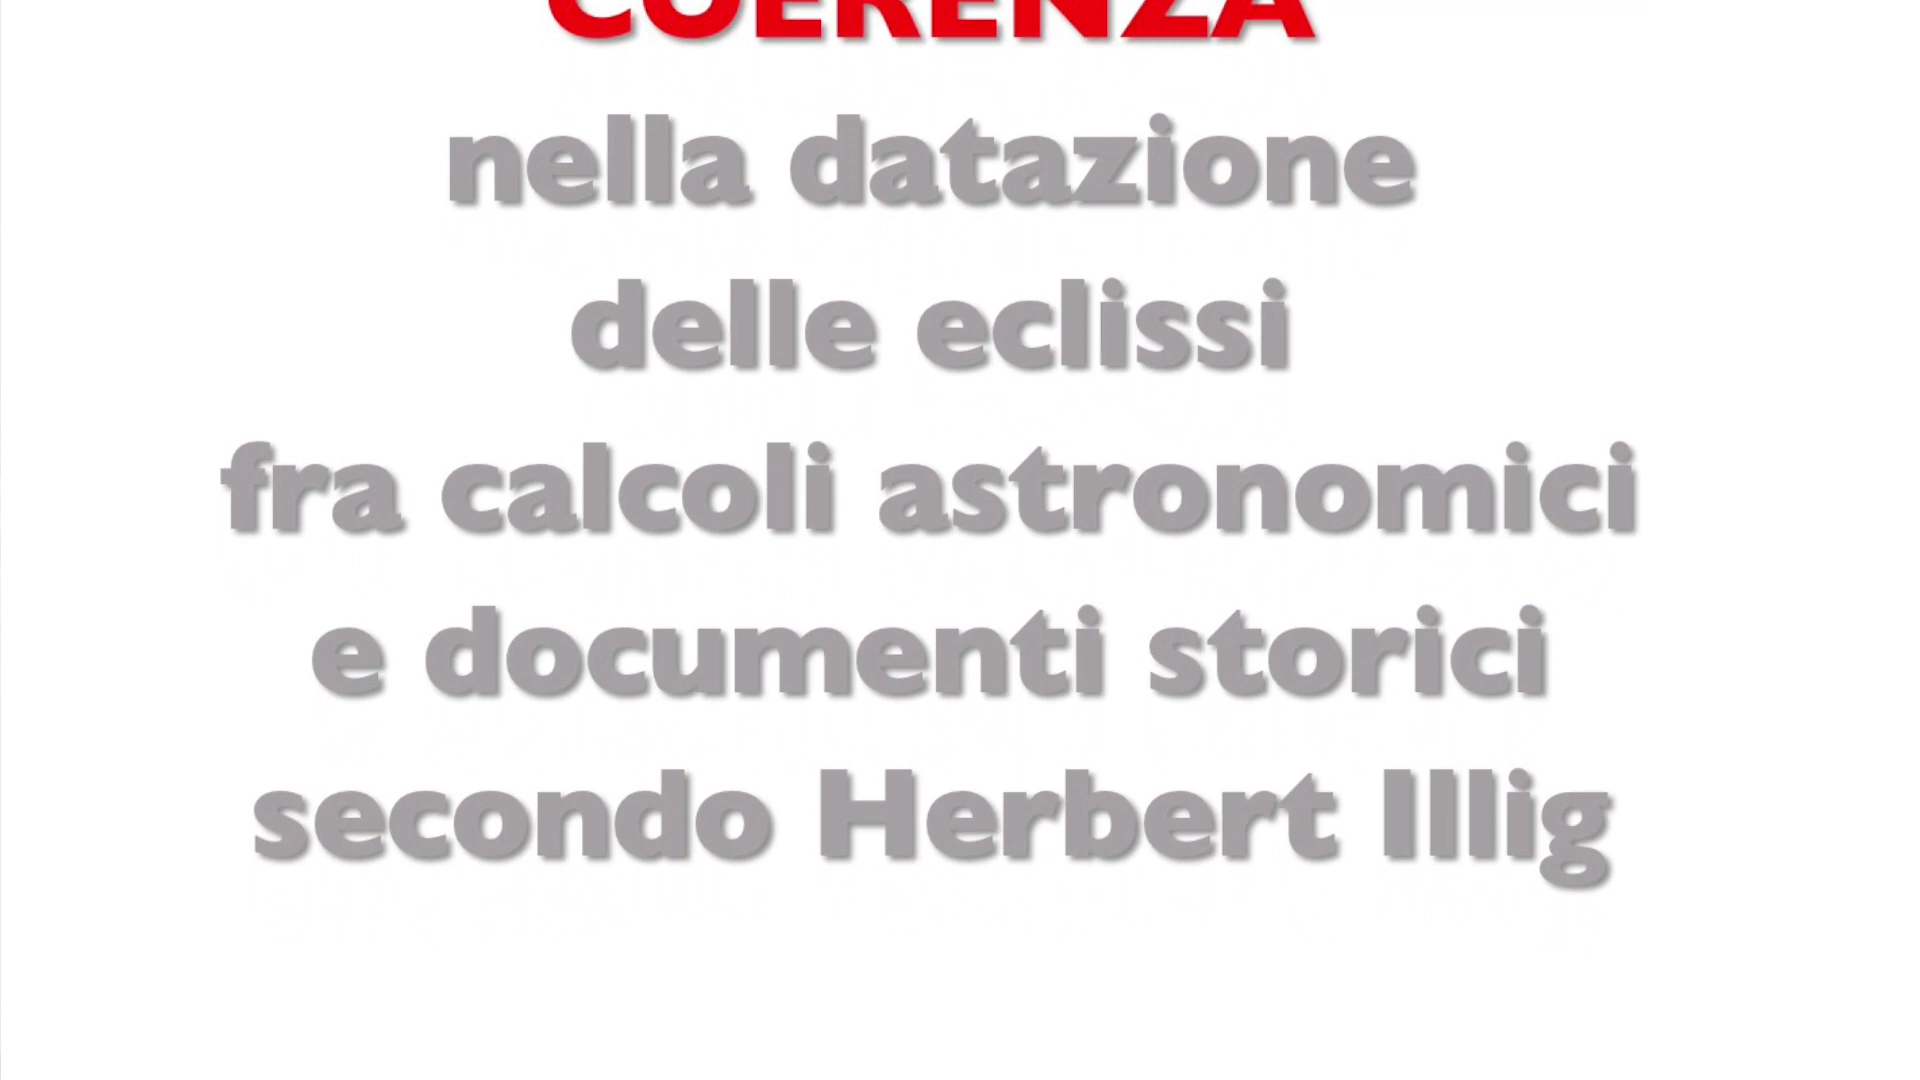 COERENZA
nella datazione
delle eclissi
fra calcoli astronomici
e documenti storici
secondo Herbert Illig